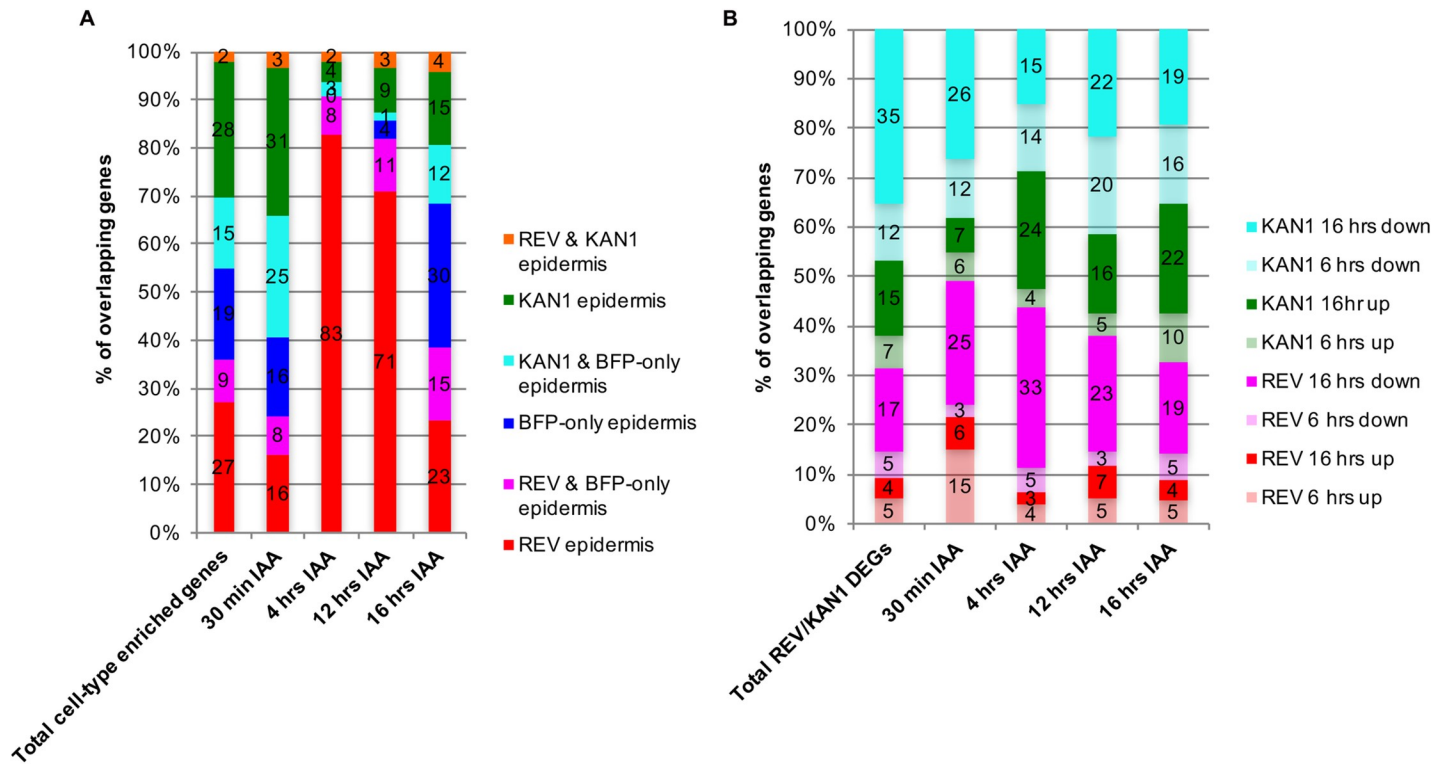 A
% of overlapping genes
100%
90%
80%
70%
60%
50%
40%
30%
20%
10%
0%
2
28
15
19
9
27
3
31
25
16
8
16
2
4
3
0
8
83
3
9
1
4
11
71
4
15
12
30
15
23
Total cell-type enriched genes
30 min IAA
4 hrs IAA
12 hrs IAA
16 hrs IAA
REV & KAN1
epidermis
KAN1 epidermis
KAN1 & BFP-only
epidermis
BFP-only epidermis
REV & BFP-only
epidermis
REV epidermis
B
% of overlapping genes
100%
90%
80%
70%
60%
50%
40%
30%
20%
10%
0%
35
12
15
7
17
5
4
5
26
12
7
6
25
3
6
15
15
14
24
4
33
5
3
4
22
20
16
5
23
3
7
5
19
16
22
10
19
5
4
5
Total REV/KAN1 DEGs
30 min IAA
4 hrs IAA
12 hrs IAA
16 hrs IAA
KAN1 16 hrs down
KAN1 6 hrs down
KAN1 16hr up
KAN1 6 hrs up
REV 16 hrs down
REV 6 hrs down
REV 16 hrs up
REV 6 hrs up